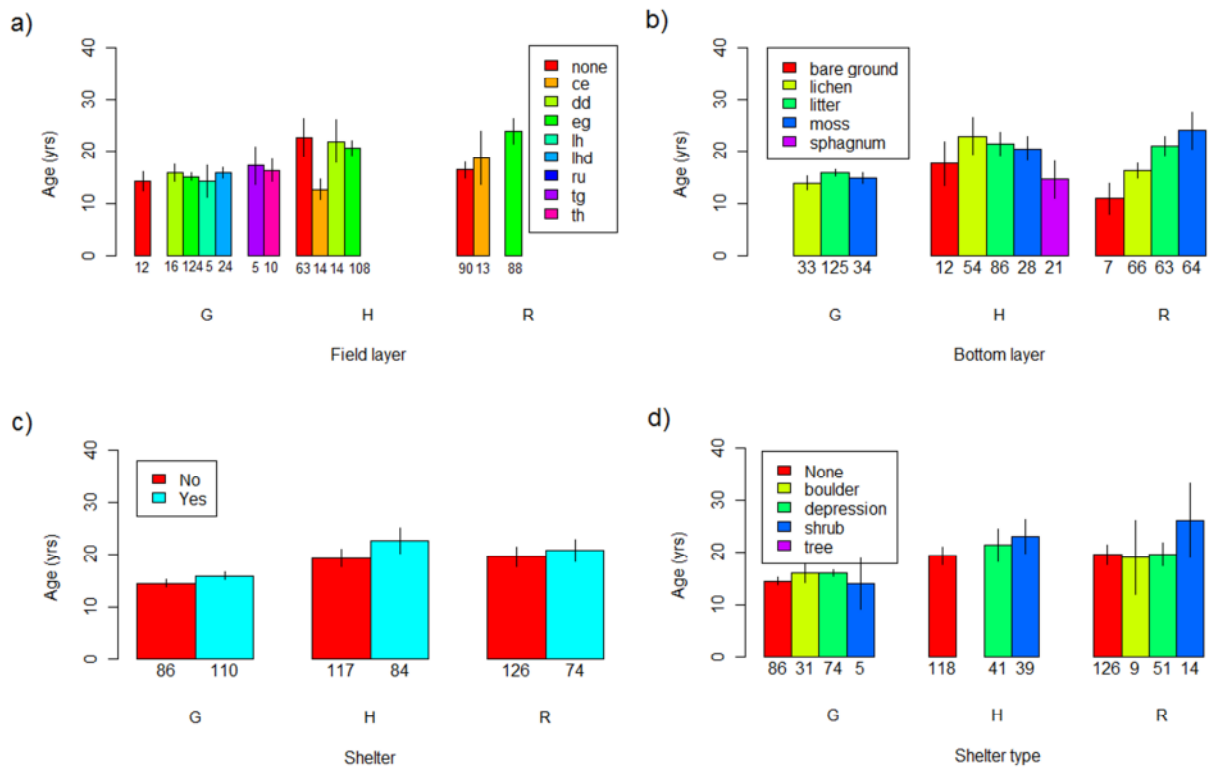 a)
Age (yrs)
40
30
20
10
0
none
ce
dd
eg
lh
lhd
ru
tg
th
12 16 124 5 24 5 10 63 14 14 108 90 13 88
G H R
Field layer
b)
Age (yrs)
40
30
20
10
0
bare ground
lichen
litter
moss
sphagnum
33 125 34 12 54 86 28 21 7 66 63 64
G H R
Bottom layer
c)
Age (yrs)
40
30
20
10
0
No
Yes
86 110 117 84 126 74
G H R
Shelter
d)
Age (yrs)
40
30
20
10
0
None
boulder
depression
shrub
tree
86 31 74 5 118 41 39 126 9 51 14
G H R
Shelter type